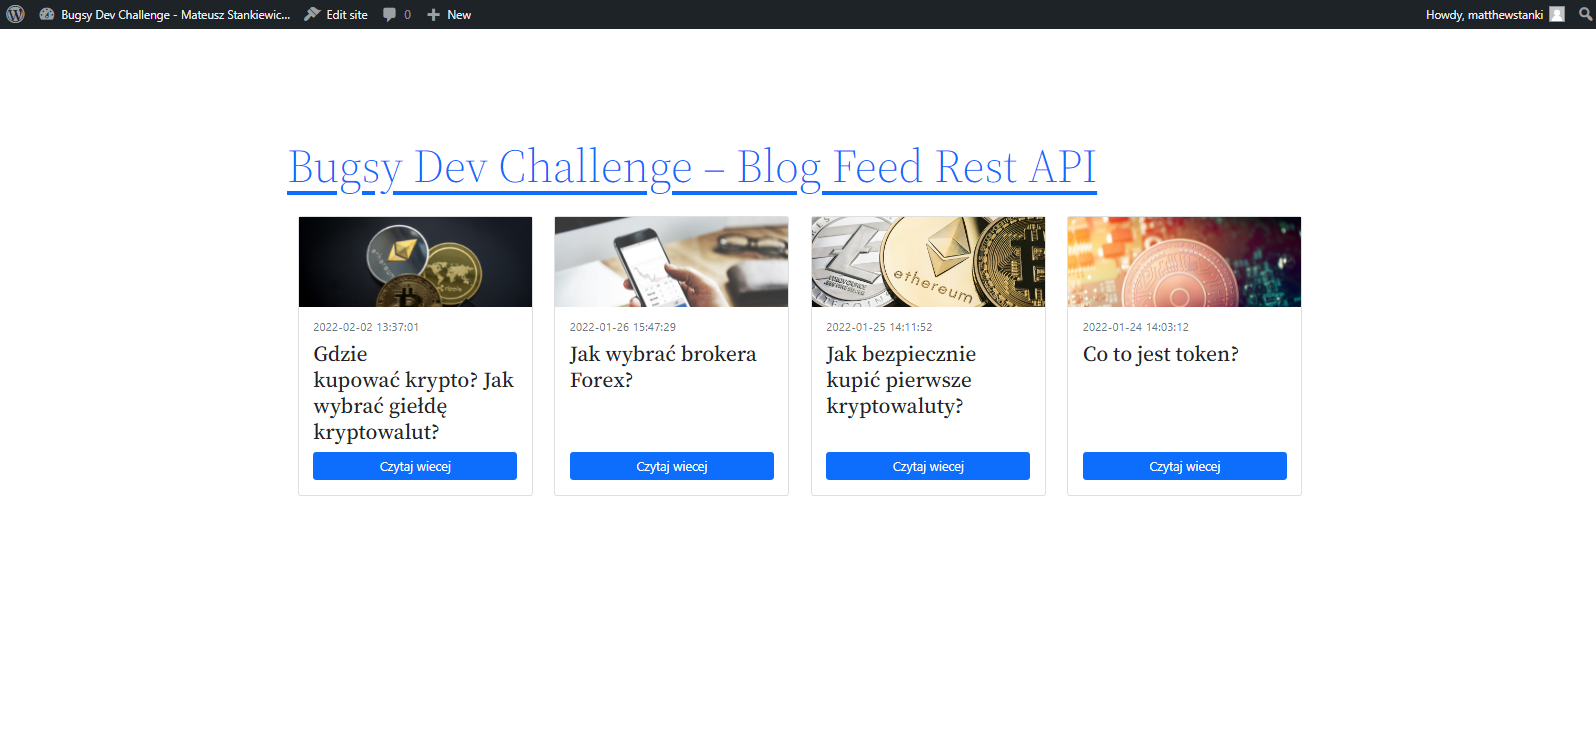 Bugsy Dev Challenge - Mateusz Stankiewic... Edit site 0 New Howdy, matthewstanki
Bugsy Dev Challenge – Blog Feed Rest API
ethereum
2022-02-02 13:37:01
Gdzie
kupować krypto? Jak
wybrać giełdę
kryptowalut?
Czytaj wiecej
2022-01-26 15:47:29
Jak wybrać brokera
Forex?
Czytaj wiecej
2022-01-25 14:11:52
Jak bezpiecznie
kupić pierwsze
kryptowaluty?
Czytaj wiecej
2022-01-24 14:03:12
Co to jest token?
Czytaj wiecej